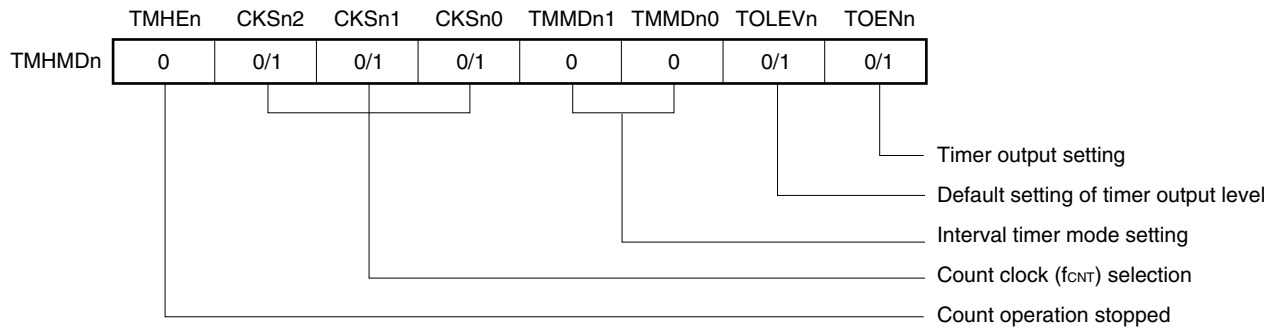 TMHEn CKSn2 CKSn1 CKSn0 TMMDn1 TMMDn0 TOLEVn TOENn
TMHMDn 0 0/1 0/1 0/1 0 0 0/1 0/1
Timer output setting
Default setting of timer output level
Interval timer mode setting
Count clock (fCNT) selection
Count operation stopped